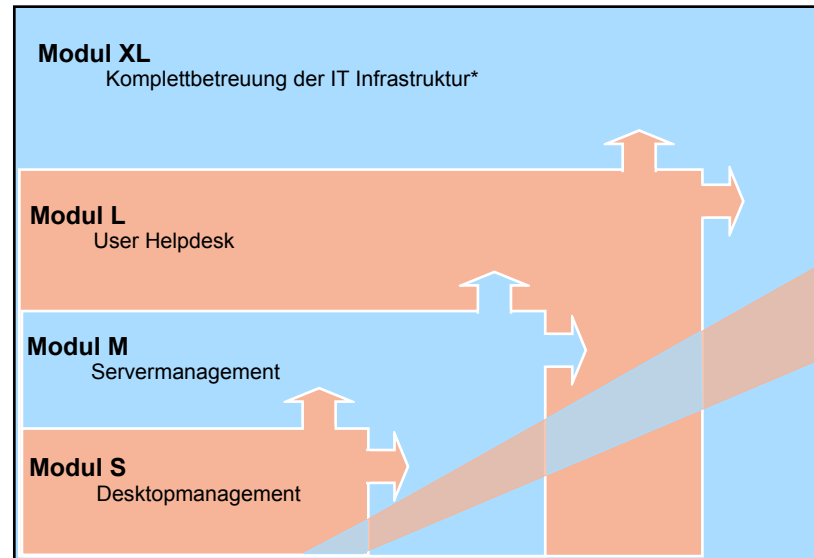 Modul XL
Komplettbetreuung der IT Infrastruktur*
Modul L
User Helpdesk
Modul M
Servermanagement
Modul S
Desktopmanagement